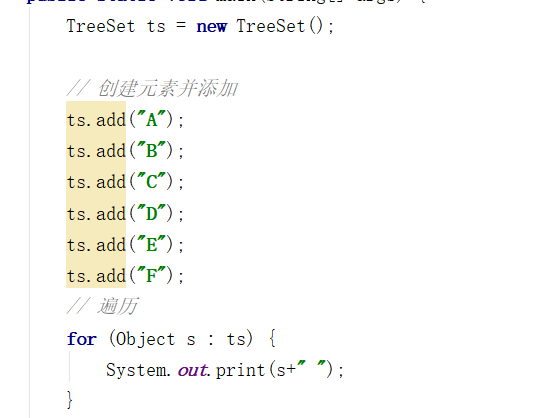 TreeSet ts = new TreeSet();
// 创建元素并添加
ts.add("A");
ts.add("B");
ts.add("C");
ts.add("D");
ts.add("E");
ts.add("F");
// 遍历
for (Object s : ts) {
System.out.print(s+" ");
}